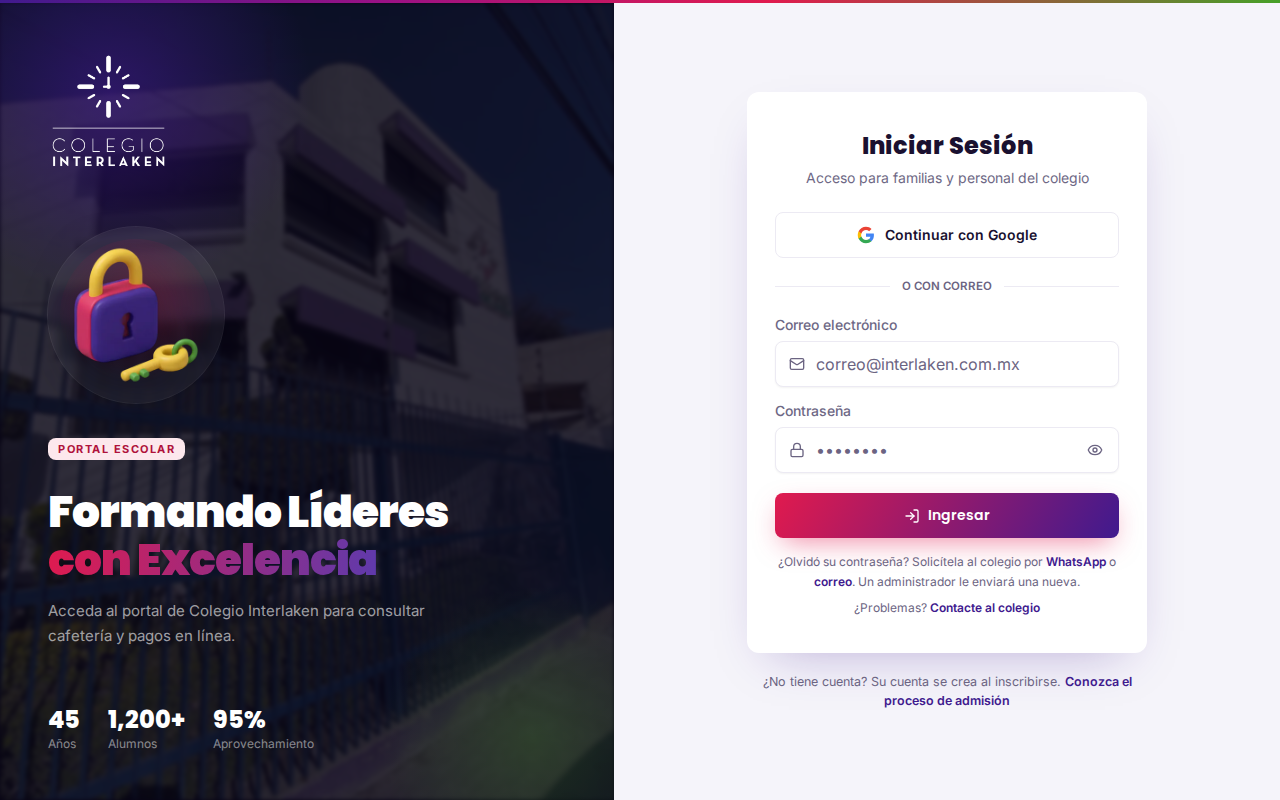 COLEGIO
INTERLAKEN
PORTAL ESCOLAR
Formando Líderes
con Excelencia
Acceda al portal de Colegio Interlaken para consultar
cafetería y pagos en línea.
45 1,200+ 95%
Años Alumnos Aprovechamiento
Iniciar Sesión
Acceso para familias y personal del colegio
Continuar con Google
O CON CORREO
Correo electrónico
correo@interlaken.com.mx
Contraseña
••••••••
Ingresar
¿Olvidó su contraseña? Solicítela al colegio por WhatsApp o
correo. Un administrador le enviará una nueva.
¿Problemas? Contacte al colegio
¿No tiene cuenta? Su cuenta se crea al inscribirse. Conozca el
proceso de admisión